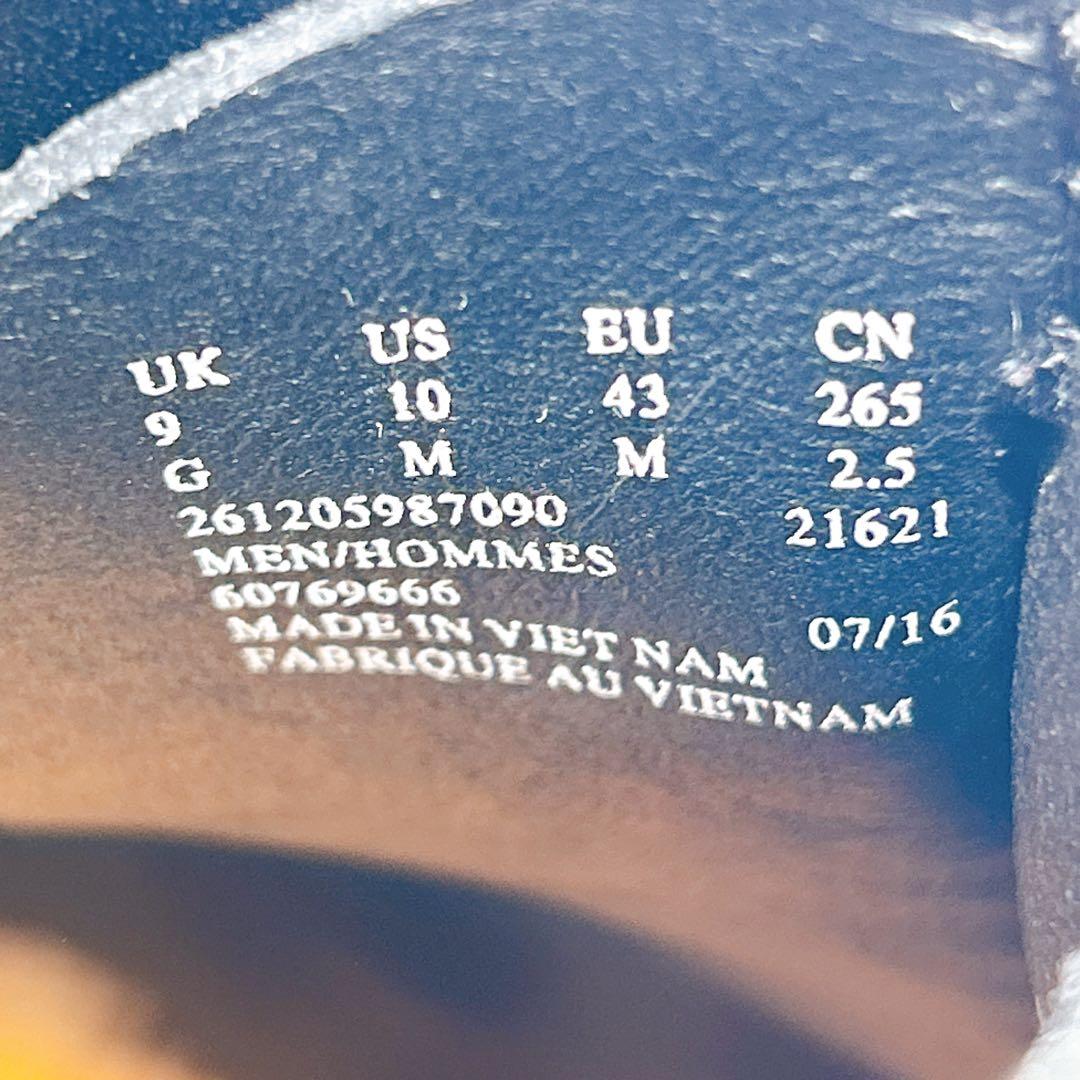 UK US EU CN
9 10 43 265
G M M 2.5
261205987090 21621
MEN/HOMMES
60769666
MADE IN VIET NAM 07/16
FABRIQUE AU VIETNAM